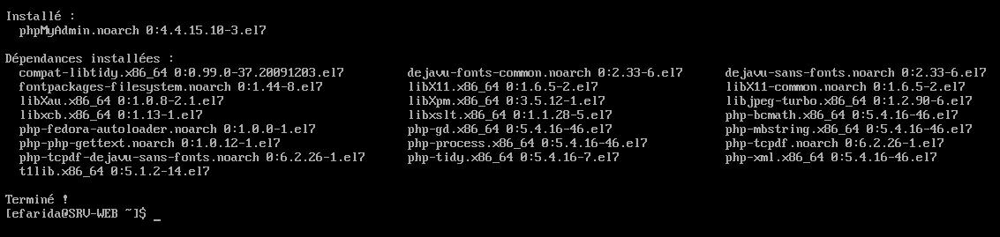 Installé :
  phpMyAdmin.noarch 0:4.4.15.10-3.el7

Dépendances installées :
  compat-libtidy.x86_64 0:0.99.0-37.20091203.el7          dejavu-fonts-common.noarch 0:2.33-6.el7          dejavu-sans-fonts.noarch 0:2.33-6.el7
  fontpackages-filesystem.noarch 0:1.44-8.el7          libX11.x86_64 0:1.6.5-2.el7          libX11-common.noarch 0:1.6.5-2.el7
  libXau.x86_64 0:1.0.8-2.1.el7          libXpm.x86_64 0:3.5.12-1.el7          libjpeg-turbo.x86_64 0:1.2.90-6.el7
  libxcb.x86_64 0:1.13-1.el7          libxslt.x86_64 0:1.1.28-5.el7          php-bcmath.x86_64 0:5.4.16-46.el7
  php-fedora-autoloader.noarch 0:1.0.0-1.el7          php-gd.x86_64 0:5.4.16-46.el7          php-mbstring.x86_64 0:5.4.16-46.el7
  php-php-gettext.noarch 0:1.0.12-1.el7          php-process.x86_64 0:5.4.16-46.el7          php-tcpdf.noarch 0:6.2.26-1.el7
  php-tcpdf-dejavu-sans-fonts.noarch 0:6.2.26-1.el7          php-tidy.x86_64 0:5.4.16-7.el7          php-xml.x86_64 0:5.4.16-46.el7
  t1lib.x86_64 0:5.1.2-14.el7

Terminé !
[efarida@SRV-WEB ~]$ _